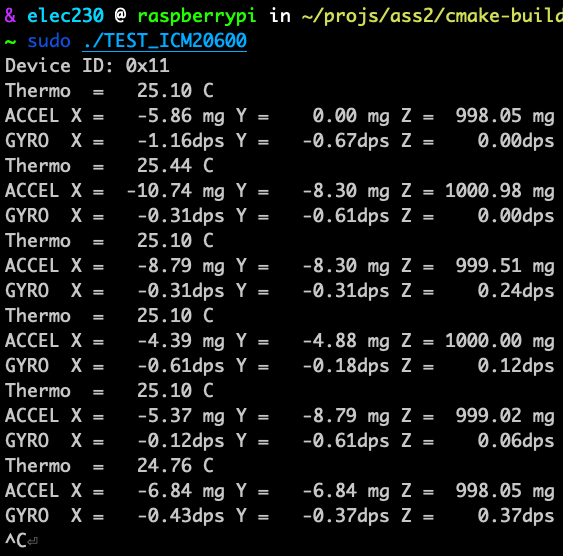 & elec230 @ raspberrypi in ~/projs/ass2/cmake-build
~ sudo ./TEST_ICM20600
Device ID: 0x11
Thermo  =   25.10 C
ACCEL X =   -5.86 mg Y =    0.00 mg Z =  998.05 mg
GYRO  X =   -1.16dps Y =   -0.67dps Z =    0.00dps
Thermo  =   25.44 C
ACCEL X =  -10.74 mg Y =   -8.30 mg Z = 1000.98 mg
GYRO  X =   -0.31dps Y =   -0.61dps Z =    0.00dps
Thermo  =   25.10 C
ACCEL X =   -8.79 mg Y =   -8.30 mg Z =  999.51 mg
GYRO  X =   -0.31dps Y =   -0.31dps Z =    0.24dps
Thermo  =   25.10 C
ACCEL X =   -4.39 mg Y =   -4.88 mg Z = 1000.00 mg
GYRO  X =   -0.61dps Y =   -0.18dps Z =    0.12dps
Thermo  =   25.10 C
ACCEL X =   -5.37 mg Y =   -8.79 mg Z =  999.02 mg
GYRO  X =   -0.12dps Y =   -0.61dps Z =    0.06dps
Thermo  =   24.76 C
ACCEL X =   -6.84 mg Y =   -6.84 mg Z =  998.05 mg
GYRO  X =   -0.43dps Y =   -0.37dps Z =    0.37dps
^C⏎